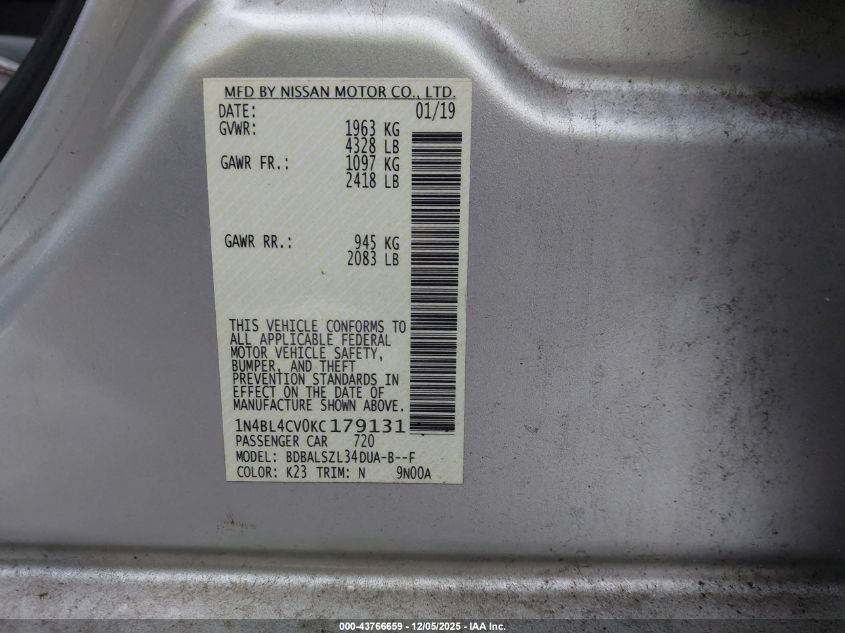 MFD BY NISSAN MOTOR CO., LTD.
DATE: 01/19
GVWR: 1963 KG
4328 LB
GAWR FR.: 1097 KG
2418 LB
GAWR RR.: 945 KG
2083 LB
THIS VEHICLE CONFORMS TO
ALL APPLICABLE FEDERAL
MOTOR VEHICLE SAFETY,
BUMPER, AND THEFT
PREVENTION STANDARDS IN
EFFECT ON THE DATE OF
MANUFACTURE SHOWN ABOVE.
1N4BL4CV0KC179131
PASSENGER CAR 720
MODEL: BDBALSZL34DUA-B--F
COLOR: K23 TRIM: N 9N00A
000-43766659 - 12/05/2025 - IAA Inc.